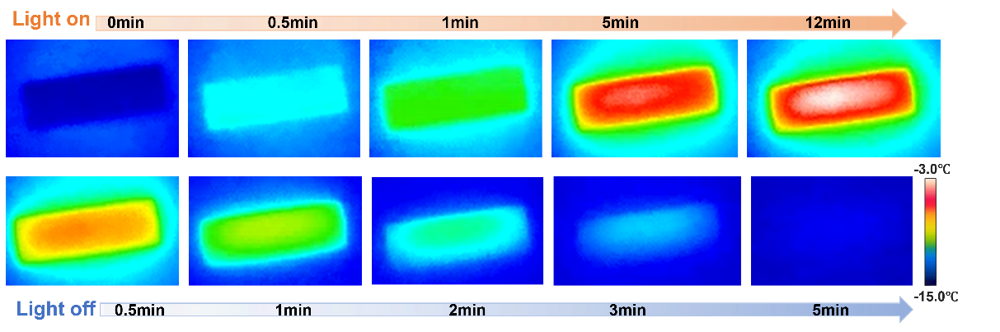 Light on
0min 0.5min 1min 5min 12min
-3.0℃
-15.0℃
Light off
0.5min 1min 2min 3min 5min